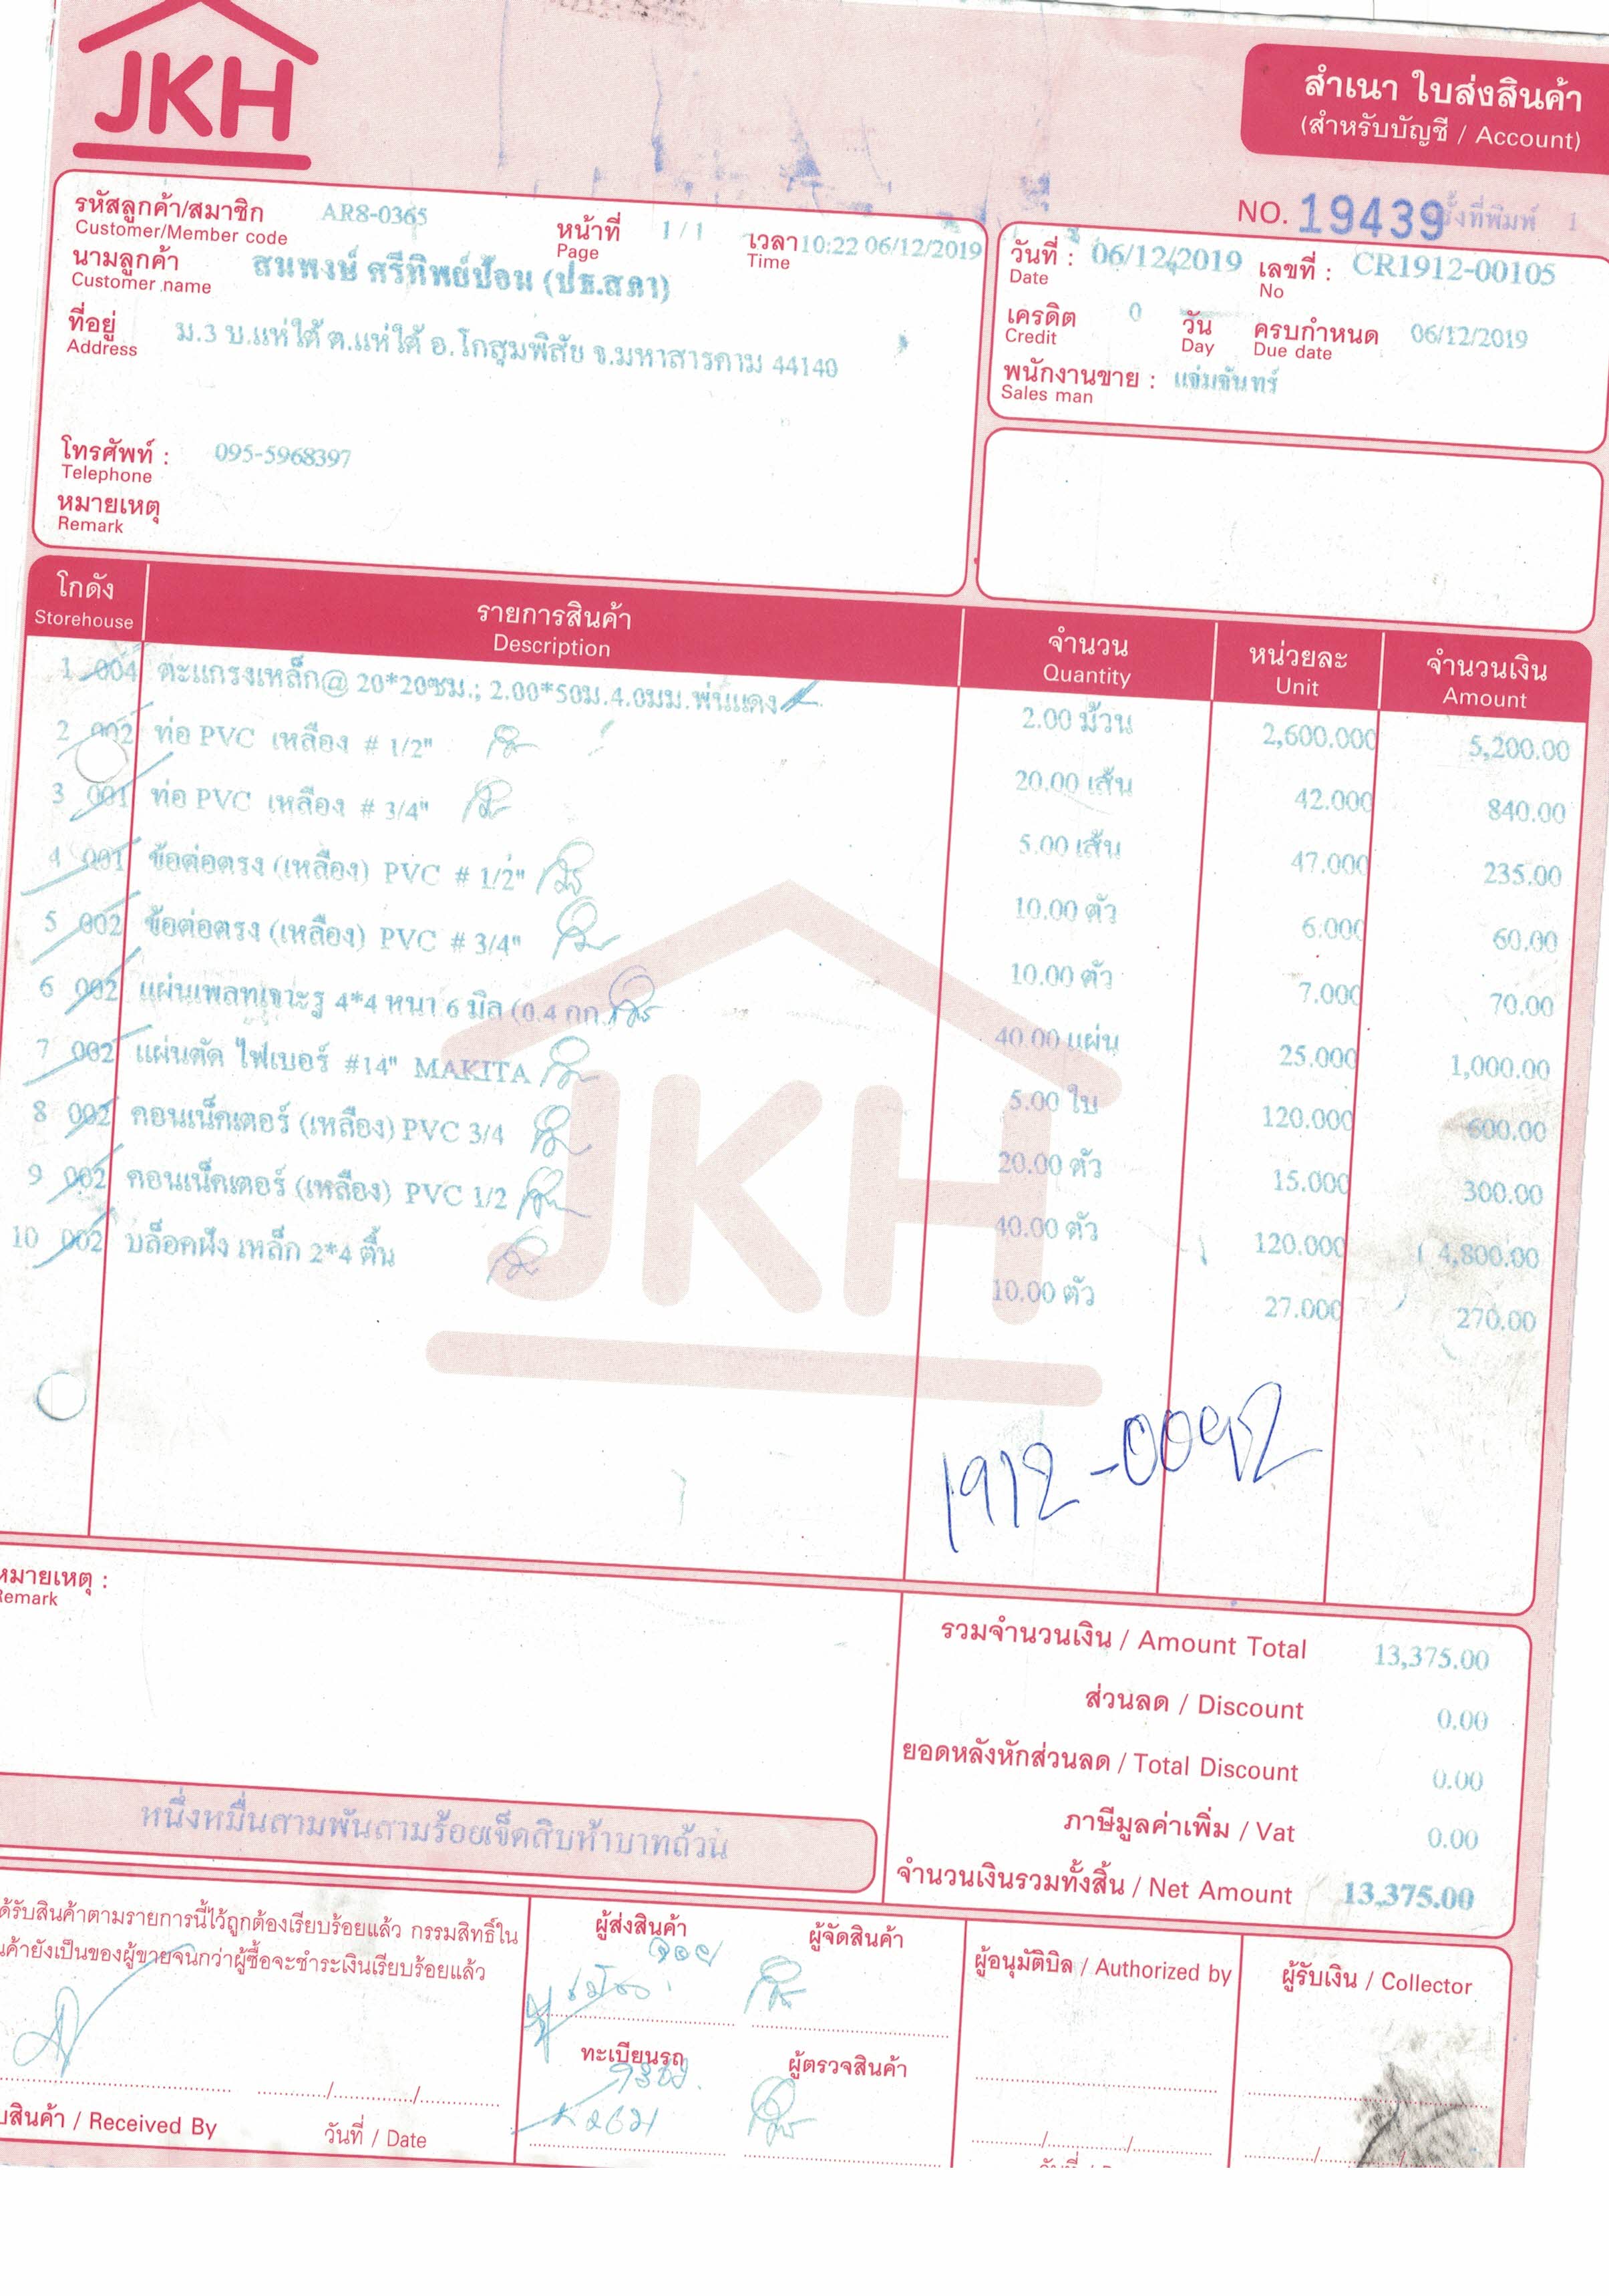 JKH
สำเนา ใบส่งสินค้า
(สำหรับบัญชี / Account)
NO. 19439 ครั้งที่พิมพ์ 1
รหัสลูกค้า/สมาชิก AR8-0365 หน้าที่ 1/1 เวลา 10:22 06/12/2019
Customer/Member code Page Time
นามลูกค้า สมพงษ์ ศรีทิพย์ป้อม (ปธ.สภา)
Customer name
ที่อยู่ ม.3 บ.แห่ใต้ ต.แห่ใต้ อ.โกสุมพิสัย จ.มหาสารคาม 44140
Address
โทรศัพท์ : 095-5968397
Telephone
หมายเหตุ
Remark
วันที่ : 06/12/2019 เลขที่ : CR1912-00105
Date No
เครดิต 0 วัน ครบกำหนด 06/12/2019
Credit Day Due date
พนักงานขาย : แจ่มจันทร์
Sales man
โกดัง รายการสินค้า จำนวน หน่วยละ จำนวนเงิน
Storehouse Description Quantity Unit Amount
1 004 ตะแกรงเหล็ก@ 20*20ซม.; 2.00*50ม.4.0มม.พ่นแดง 2.00 ม้วน 2,600.000 5,200.00
2 002 ท่อ PVC เหลือง # 1/2" 20.00 เส้น 42.000 840.00
3 001 ท่อ PVC เหลือง # 3/4" 5.00 เส้น 47.000 235.00
4 001 ข้อต่อตรง (เหลือง) PVC # 1/2" 10.00 ตัว 6.000 60.00
5 002 ข้อต่อตรง (เหลือง) PVC # 3/4" 10.00 ตัว 7.000 70.00
6 002 แผ่นเพลทเจาะรู 4*4 หนา 6 มิล (0.4 กก. 40.00 แผ่น 25.000 1,000.00
7 002 แผ่นตัด ไฟเบอร์ #14" MAKITA 5.00 ใบ 120.000 600.00
8 002 คอนเน็คเตอร์ (เหลือง) PVC 3/4 20.00 ตัว 15.000 300.00
9 002 คอนเน็คเตอร์ (เหลือง) PVC 1/2 40.00 ตัว 120.000 4,800.00
10 002 บล็อคฝัง เหล็ก 2*4 ตื้น 10.00 ตัว 27.000 270.00
JKH
หมายเหตุ :
Remark
รวมจำนวนเงิน / Amount Total 13,375.00
ส่วนลด / Discount 0.00
ยอดหลังหักส่วนลด / Total Discount 0.00
ภาษีมูลค่าเพิ่ม / Vat 0.00
จำนวนเงินรวมทั้งสิ้น / Net Amount 13,375.00
หนึ่งหมื่นสามพันสามร้อยเจ็ดสิบห้าบาทถ้วน
ได้รับสินค้าตามรายการนี้ไว้ถูกต้องเรียบร้อยแล้ว กรรมสิทธิ์ใน
สินค้ายังเป็นของผู้ขายจนกว่าผู้ซื้อจะชำระเงินเรียบร้อยแล้ว
ผู้ส่งสินค้า ผู้จัดสินค้า ผู้อนุมัติบิล / Authorized by ผู้รับเงิน / Collector
ทะเบียนรถ ผู้ตรวจสินค้า
รับสินค้า / Received By วันที่ / Date